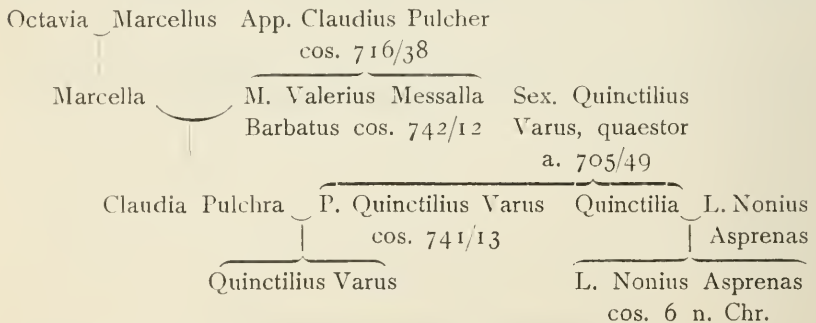 Octavia Marcellus App. Claudius Pulcher
cos. 716/38
Marcella M. Valerius Messalla Sex. Quinctilius
Barbatus cos. 742/12 Varus, quaestor
a. 705/49
Claudia Pulchra P. Quinctilius Varus Quinctilia L. Nonius
cos. 741/13 Asprenas
Quinctilius Varus L. Nonius Asprenas
cos. 6 n. Chr.